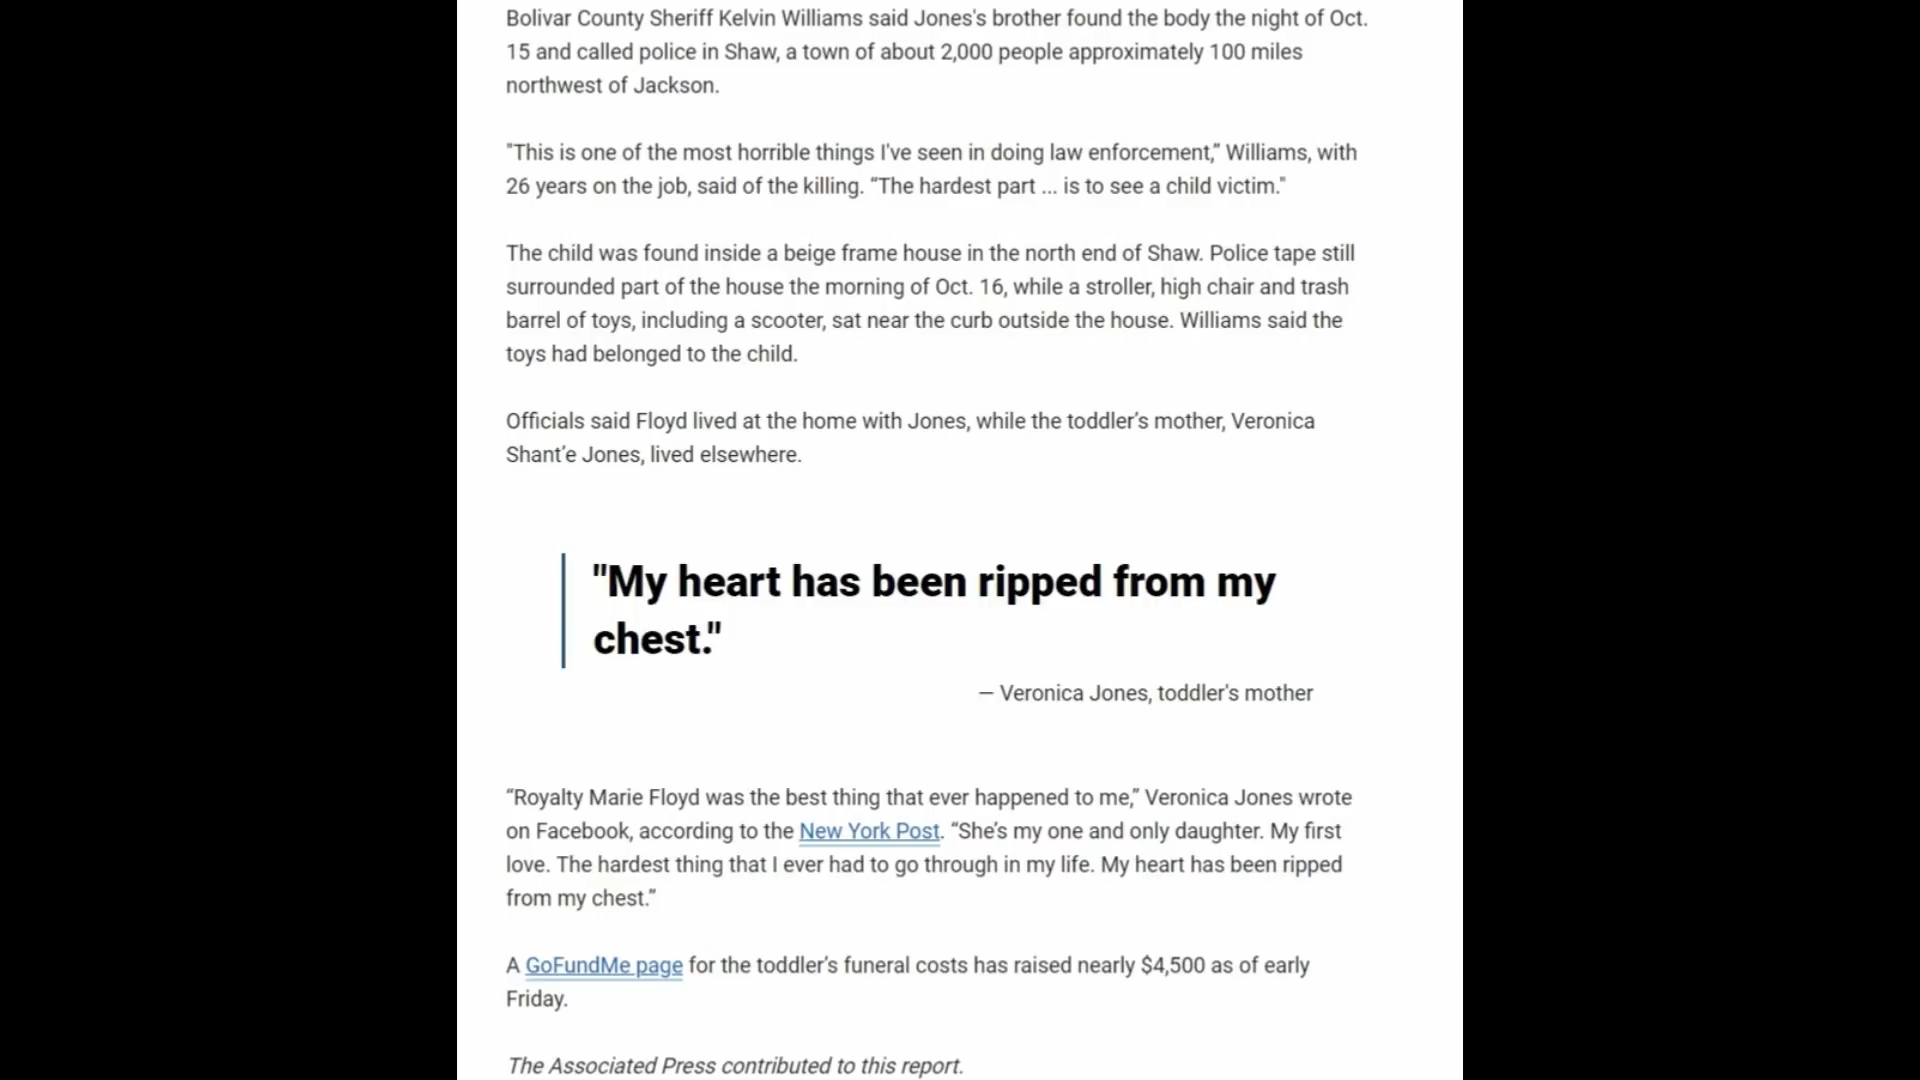 Bolivar County Sheriff Kelvin Williams said Jones's brother found the body the night of Oct.
15 and called police in Shaw, a town of about 2,000 people approximately 100 miles
northwest of Jackson.
"This is one of the most horrible things I've seen in doing law enforcement,” Williams, with
26 years on the job, said of the killing. “The hardest part ... is to see a child victim."
The child was found inside a beige frame house in the north end of Shaw. Police tape still
surrounded part of the house the morning of Oct. 16, while a stroller, high chair and trash
barrel of toys, including a scooter, sat near the curb outside the house. Williams said the
toys had belonged to the child.
Officials said Floyd lived at the home with Jones, while the toddler’s mother, Veronica
Shant’e Jones, lived elsewhere.
"My heart has been ripped from my
chest."
— Veronica Jones, toddler's mother
“Royalty Marie Floyd was the best thing that ever happened to me,” Veronica Jones wrote
on Facebook, according to the New York Post. “She’s my one and only daughter. My first
love. The hardest thing that I ever had to go through in my life. My heart has been ripped
from my chest.”
A GoFundMe page for the toddler’s funeral costs has raised nearly $4,500 as of early
Friday.
The Associated Press contributed to this report.